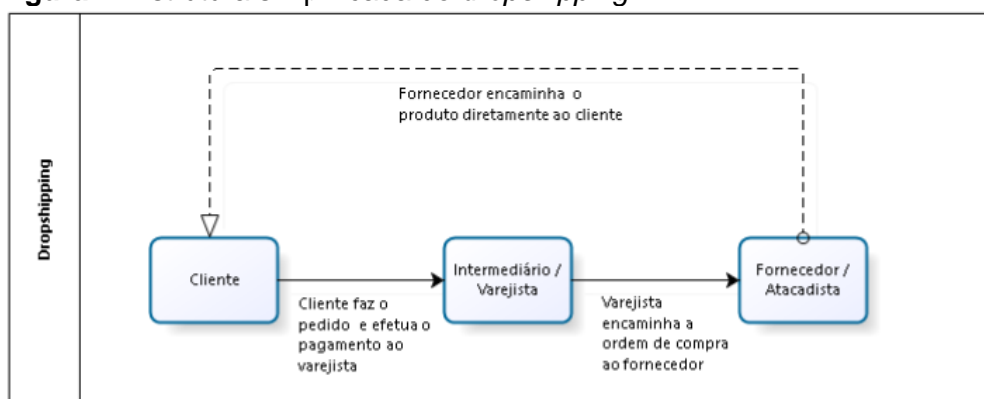 Fornecedor encaminha o
produto diretamente ao cliente
Dropshipping
Cliente
Intermediário /
Varejista
Fornecedor /
Atacadista
Cliente faz o
pedido e efetua o
pagamento ao
varejista
Varejista
encaminha a
ordem de compra
ao fornecedor